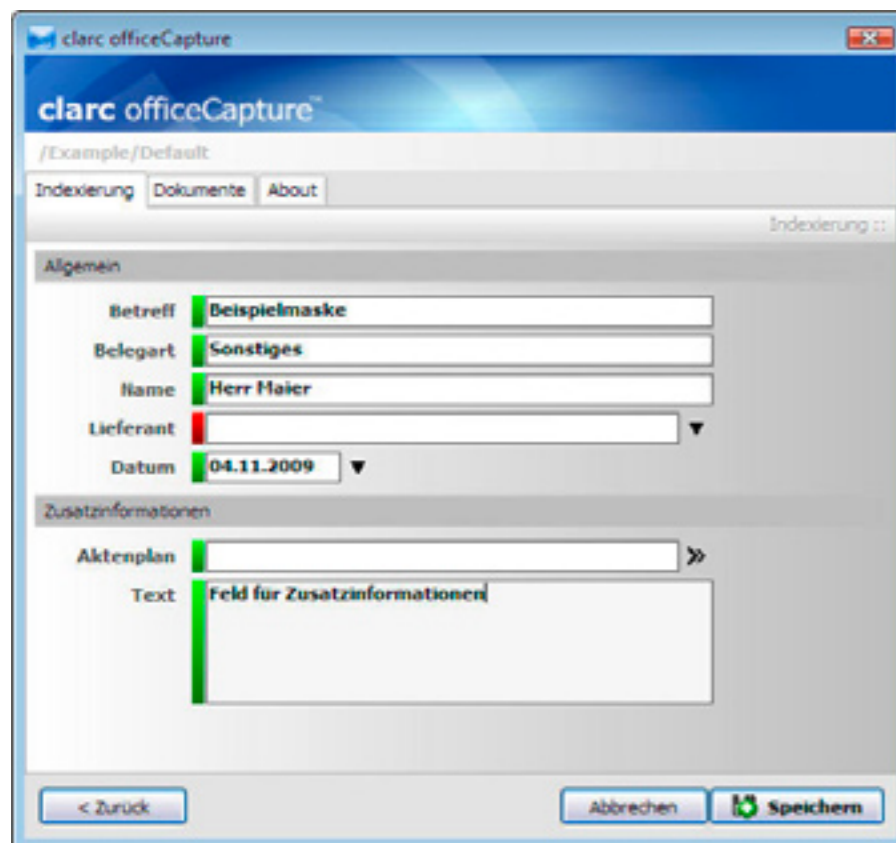 clarc officeCapture
clarc officeCapture™
/Example/Default
Indexierung Dokumente About
Indexierung ::
Allgemein
Betreff Beispielmaske
Belegart Sonstiges
Name Herr Maier
Lieferant
Datum 04.11.2009
Zusatzinformationen
Aktenplan
Text Feld für Zusatzinformationen
< Zurück Abbrechen Speichern